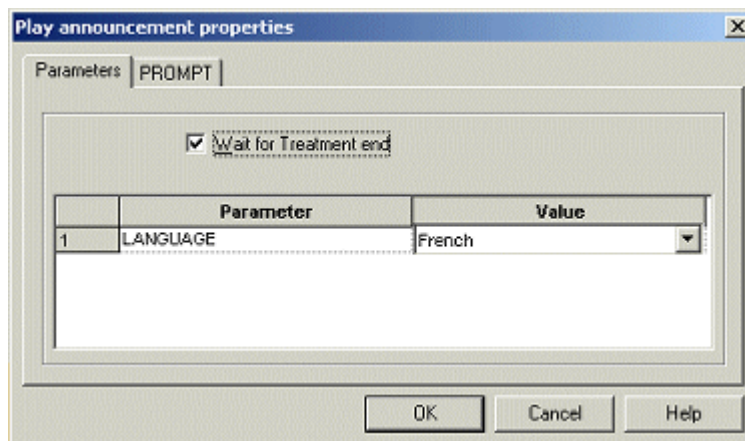 Play announcement properties
Parameters PROMPT
Wait for Treatment end
Parameter Value
1 LANGUAGE French
OK Cancel Help